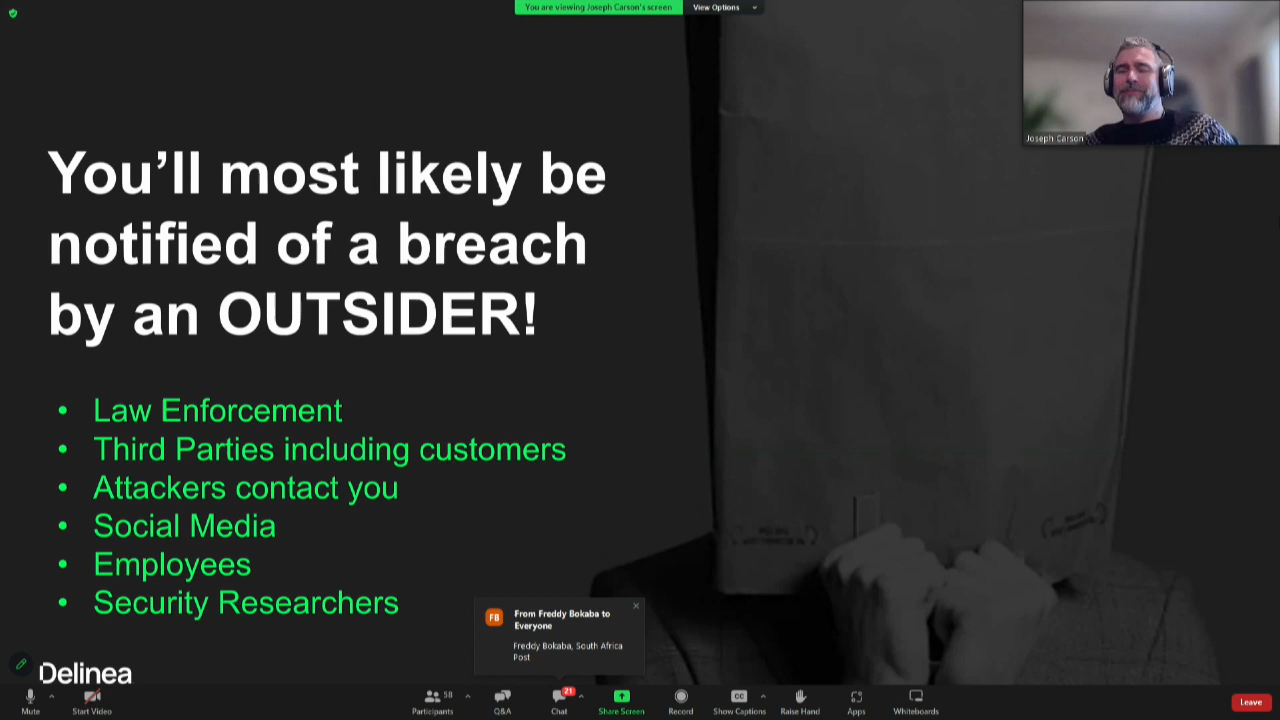 You are viewing Joseph Carson's screen
View Options
Joseph Carson
You'll most likely be
notified of a breach
by an OUTSIDER!
• Law Enforcement
• Third Parties including customers
• Attackers contact you
• Social Media
• Employees
• Security Researchers
FB
From Freddy Bokaba to
Everyone
Freddy Bokaba, South Africa
Post
Delinea
Mute
Start Video
58
Participants
Q&A
21
Chat
Share Screen
Record
CC
Show Captions
Raise Hand
Apps
Whiteboards
Leave